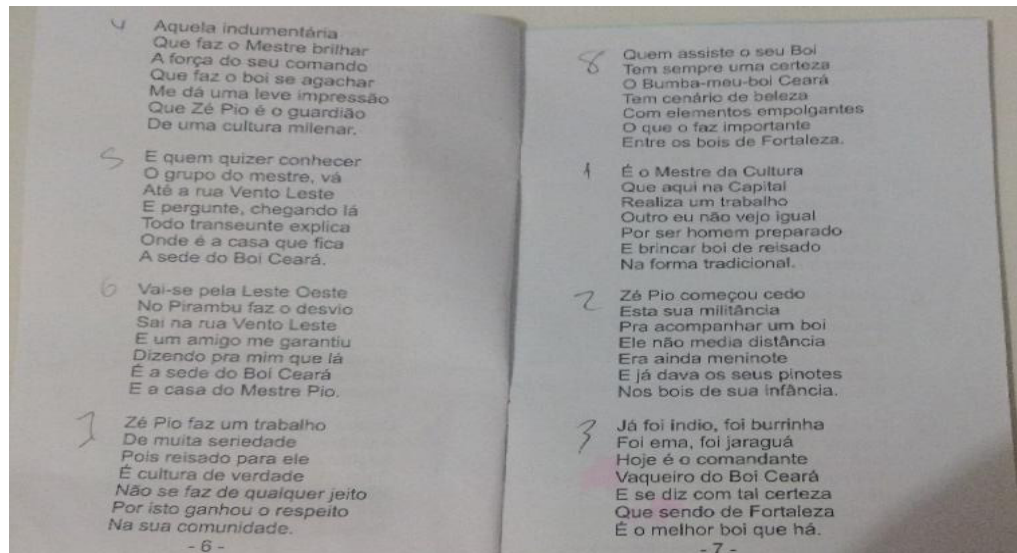 4 Aquela indumentária
Que faz o Mestre brilhar
A força do seu comando
Que faz o boi se agachar
Me dá uma leve impressão
Que Zé Pio é o guardião
De uma cultura milenar.
5 E quem quizer conhecer
O grupo do mestre, vá
Até a rua Vento Leste
E pergunte, chegando lá
Todo transeunte explica
Onde é a casa que fica
A sede do Boi Ceará.
6 Vai-se pela Leste Oeste
No Pirambu faz o desvio
Sai na rua Vento Leste
E um amigo me garantiu
Dizendo pra mim que lá
É a sede do Boi Ceará
E a casa do Mestre Pio.
7 Zé Pio faz um trabalho
De muita seriedade
Pois reisado para ele
É cultura de verdade
Não se faz de qualquer jeito
Por isto ganhou o respeito
Na sua comunidade.
- 6 -
8 Quem assiste o seu Boi
Tem sempre uma certeza
O Bumba-meu-boi Ceará
Tem cenário de beleza
Com elementos empolgantes
O que o faz importante
Entre os bois de Fortaleza.
1 É o Mestre da Cultura
Que aqui na Capital
Realiza um trabalho
Outro eu não vejo igual
Por ser homem preparado
E brincar boi de reisado
Na forma tradicional.
2 Zé Pio começou cedo
Esta sua militância
Pra acompanhar um boi
Ele não media distância
Era ainda meninote
E já dava os seus pinotes
Nos bois de sua infância.
3 Já foi índio, foi burrinha
Foi ema, foi jaraguá
Hoje é o comandante
Vaqueiro do Boi Ceará
E se diz com tal certeza
Que sendo de Fortaleza
É o melhor boi que há.
- 7 -